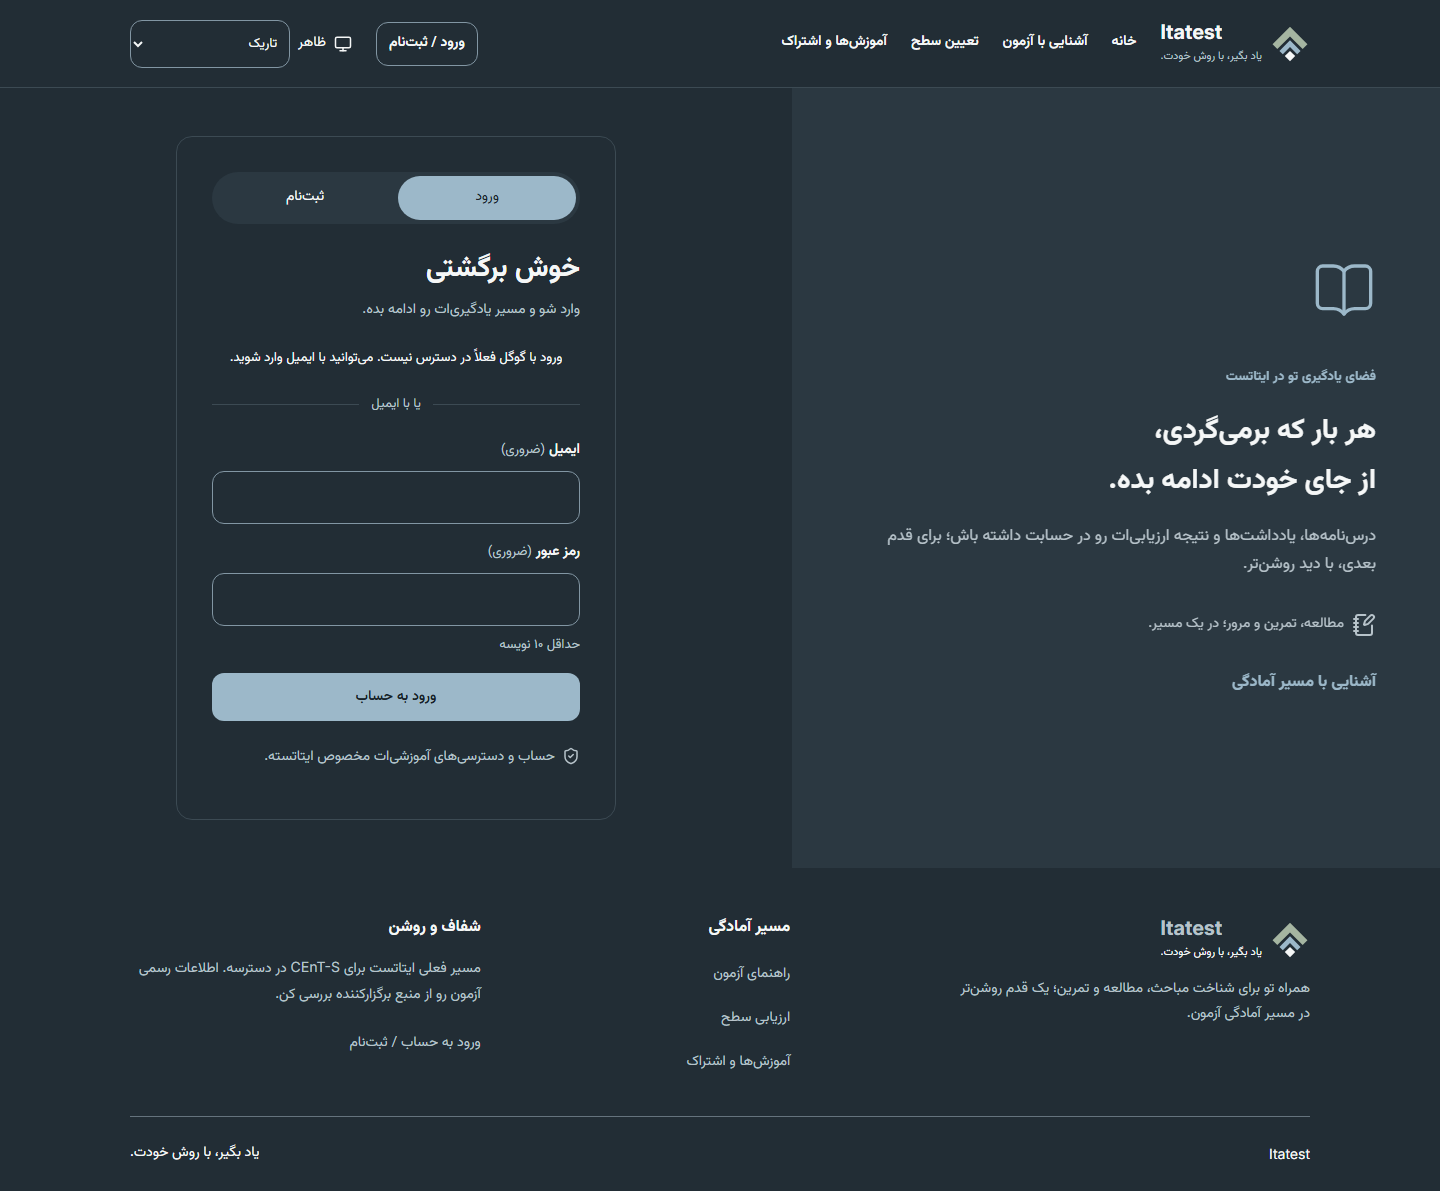 Itatest
یاد بگیر، با روش خودت.
خانه
آشنایی با آزمون
تعیین سطح
آموزش‌ها و اشتراک
ورود / ثبت‌نام
ظاهر
تاریک
فضای یادگیری تو در ایتاتست
هر بار که برمی‌گردی،
از جای خودت ادامه بده.
درس‌نامه‌ها، یادداشت‌ها و نتیجه ارزیابی‌ات رو در حسابت داشته باش؛ برای قدم
بعدی، با دید روشن‌تر.
مطالعه، تمرین و مرور؛ در یک مسیر.
آشنایی با مسیر آمادگی
ورود
ثبت‌نام
خوش برگشتی
وارد شو و مسیر یادگیری‌ات رو ادامه بده.
ورود با گوگل فعلاً در دسترس نیست. می‌توانید با ایمیل وارد شوید.
یا با ایمیل
ایمیل (ضروری)
رمز عبور (ضروری)
حداقل ۱۰ نویسه
ورود به حساب
حساب و دسترسی‌های آموزشی‌ات مخصوص ایتاتسته.
Itatest
یاد بگیر، با روش خودت.
همراه تو برای شناخت مباحث، مطالعه و تمرین؛ یک قدم روشن‌تر
در مسیر آمادگی آزمون.
مسیر آمادگی
راهنمای آزمون
ارزیابی سطح
آموزش‌ها و اشتراک
شفاف و روشن
مسیر فعلی ایتاتست برای CEnT-S در دسترسه. اطلاعات رسمی
آزمون رو از منبع برگزارکننده بررسی کن.
ورود به حساب / ثبت‌نام
Itatest
یاد بگیر، با روش خودت.